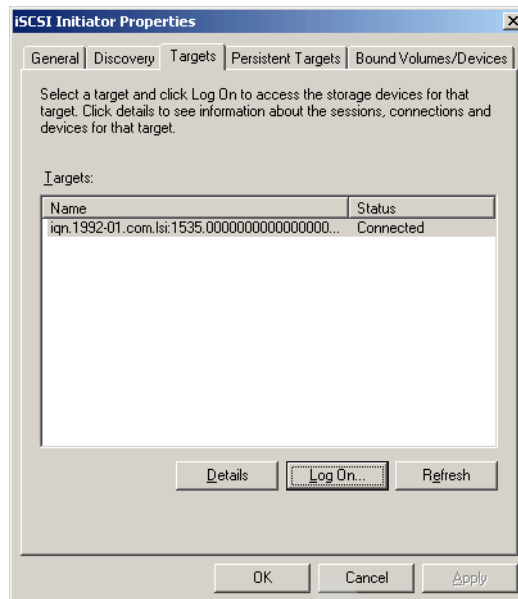 iSCSI Initiator Properties
General Discovery Targets Persistent Targets Bound Volumes/Devices
Select a target and click Log On to access the storage devices for that
target. Click details to see information about the sessions, connections and
devices for that target.
Targets:
Name Status
iqn.1992-01.com.lsi:1535.0000000000000000... Connected
Details Log On... Refresh
OK Cancel Apply